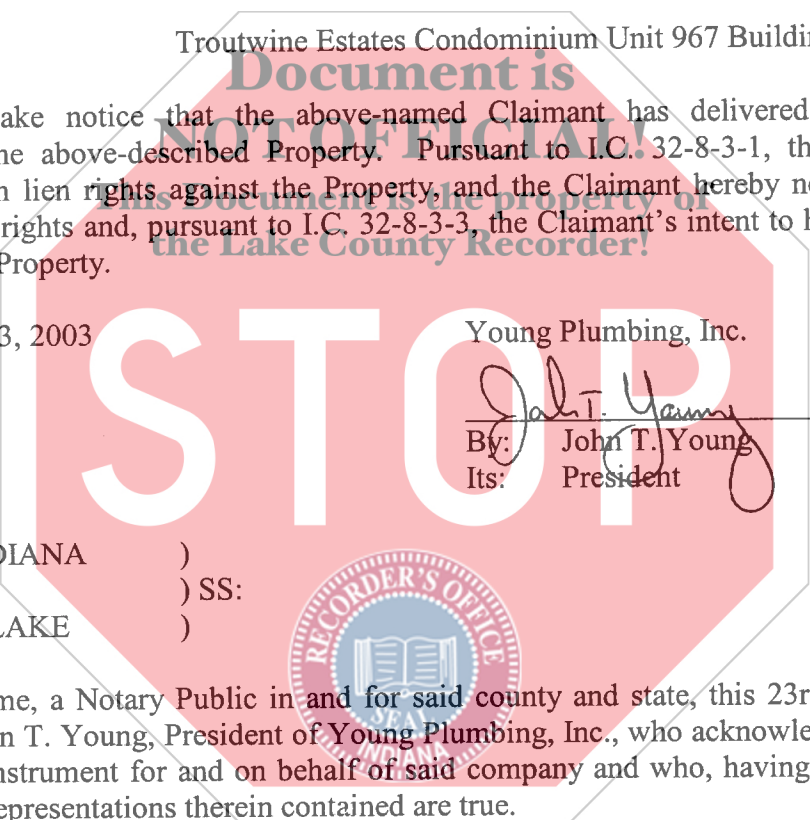 Troutwine Estates Condominium Unit 967 Buildi
Document is
ake notice that the above-named Claimant has delivered
NOT OFFICIAL!
he above-described Property. Pursuant to I.C. 32-8-3-1, th
n lien rights against the Property, and the Claimant hereby no
This Document is the property of
rights and, pursuant to I.C. 32-8-3-3, the Claimant's intent to h
the Lake County Recorder!
Property.
3, 2003
Young Plumbing, Inc.
STOP
John T. Young
By: John T. Young
Its: President
DIANA )
) SS:
LAKE )
RECORDER'S OFFICE
SEAL
INDIANA
me, a Notary Public in and for said county and state, this 23r
n T. Young, President of Young Plumbing, Inc., who acknowle
nstrument for and on behalf of said company and who, having
epresentations therein contained are true.